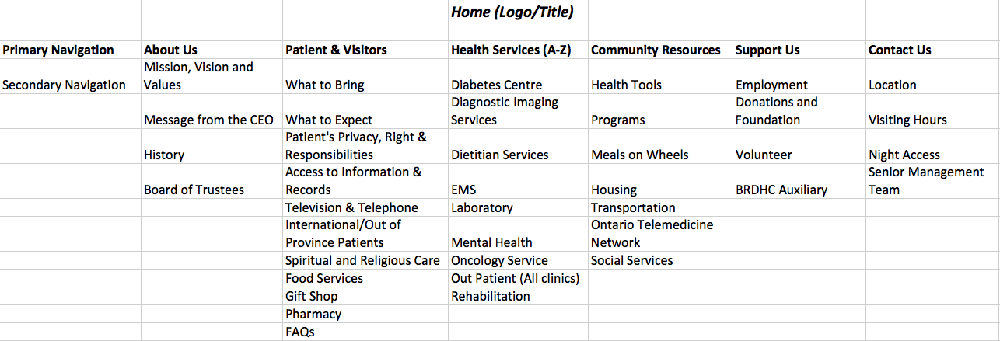 Home (Logo/Title)
Primary Navigation About Us Patient & Visitors Health Services (A-Z) Community Resources Support Us Contact Us
Secondary Navigation Mission, Vision and Values What to Bring Diabetes Centre Health Tools Employment Location
Message from the CEO What to Expect Diagnostic Imaging Services Programs Donations and Foundation Visiting Hours
History Patient's Privacy, Right & Responsibilities Dietitian Services Meals on Wheels Volunteer Night Access
Board of Trustees Access to Information & Records EMS Housing BRDHC Auxiliary Senior Management Team
Television & Telephone Laboratory Transportation
International/Out of Province Patients Mental Health Ontario Telemedicine Network
Spiritual and Religious Care Oncology Service Social Services
Food Services Out Patient (All clinics)
Gift Shop Rehabilitation
Pharmacy
FAQs